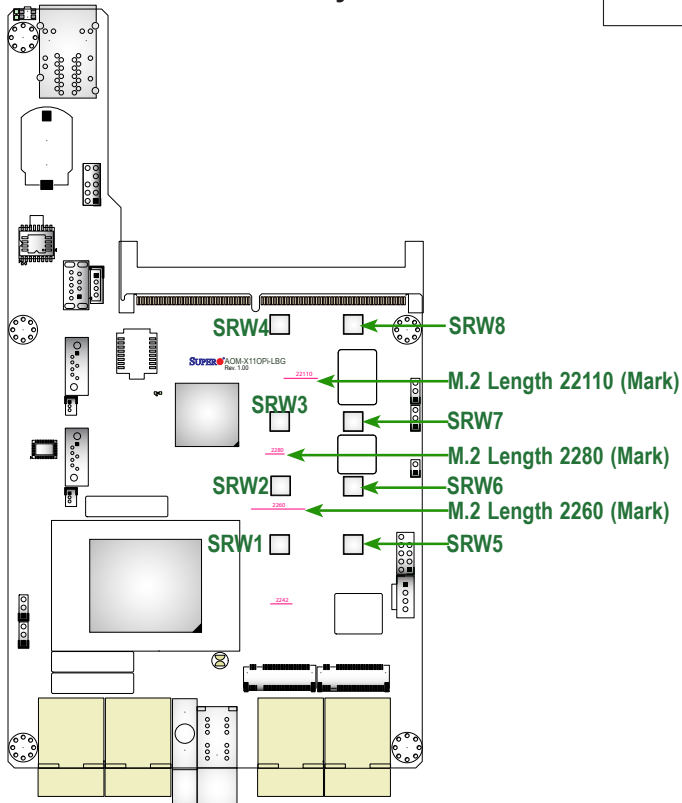 SRW4
SRW8
SUPER AOM-X11OPi-LBG
Rev. 1.00
22110
M.2 Length 22110 (Mark)
SRW3
SRW7
2280
M.2 Length 2280 (Mark)
SRW2
SRW6
2260
M.2 Length 2260 (Mark)
SRW1
SRW5
2242